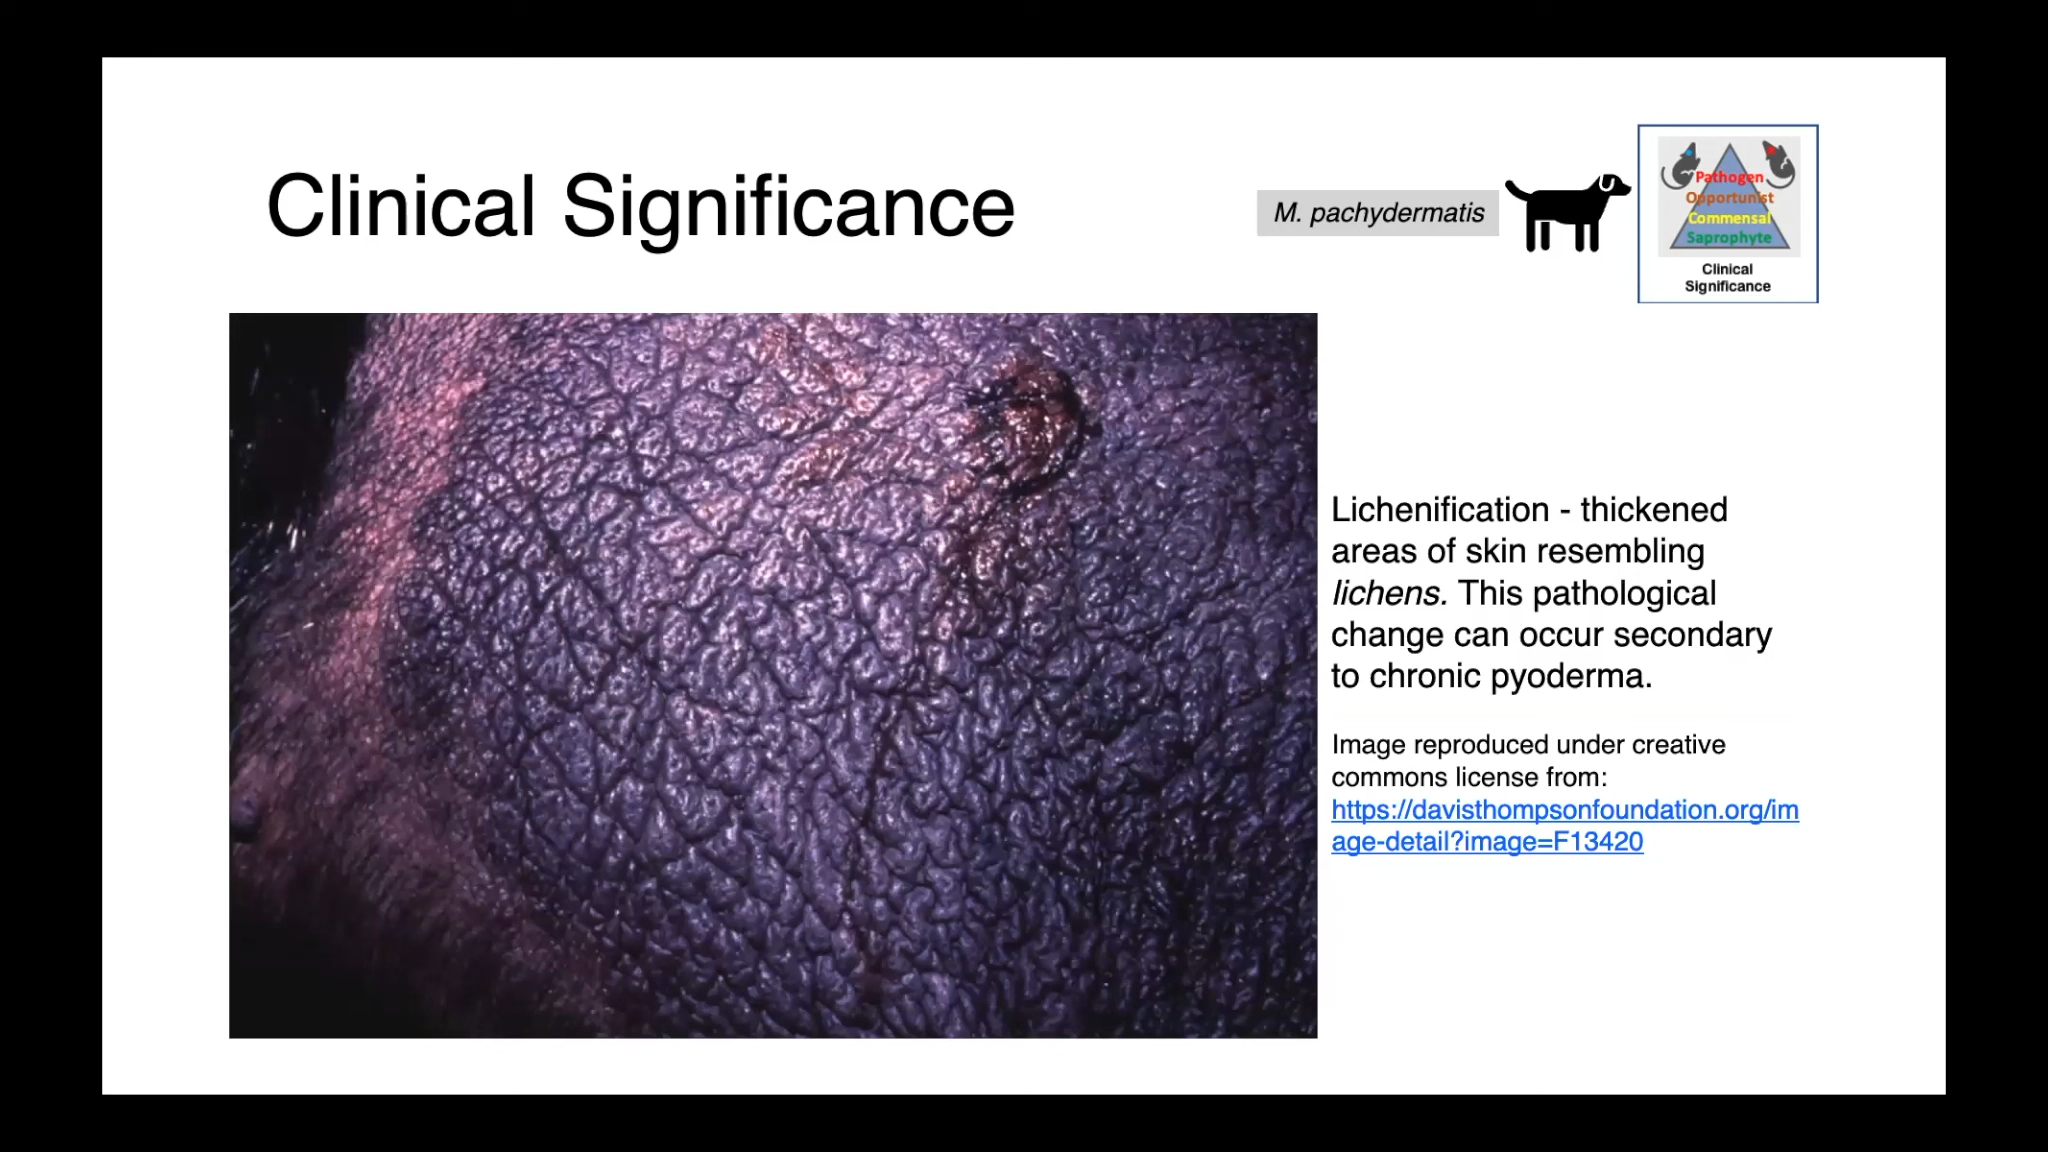 Clinical Significance
M. pachydermatis
Pathogen
Opportunist
Commensal
Saprophyte
Clinical
Significance
Lichenification - thickened
areas of skin resembling
lichens. This pathological
change can occur secondary
to chronic pyoderma.
Image reproduced under creative
commons license from:
https://davisthompsonfoundation.org/im
age-detail?image=F13420